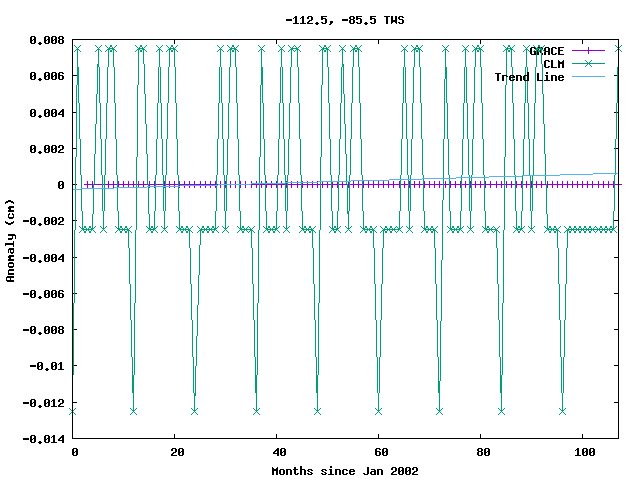 -112.5, -85.5 TWS
0.008
0.006
0.004
0.002
0
-0.002
-0.004
-0.006
-0.008
-0.01
-0.012
-0.014
Anomaly (cm)
GRACE
CLM
Trend Line
0 20 40 60 80 100
Months since Jan 2002